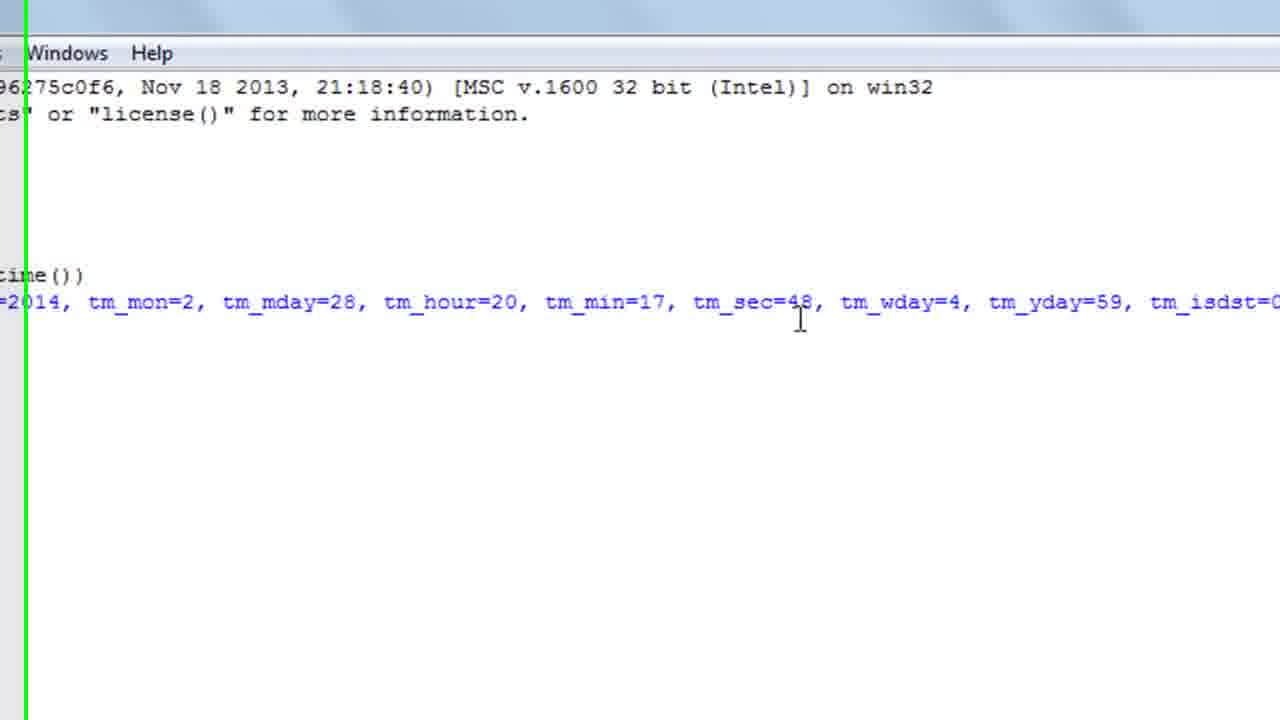 Windows Help
96275c0f6, Nov 18 2013, 21:18:40) [MSC v.1600 32 bit (Intel)] on win32
ts" or "license()" for more information.
time())
=2014, tm_mon=2, tm_mday=28, tm_hour=20, tm_min=17, tm_sec=48, tm_wday=4, tm_yday=59, tm_isdst=0